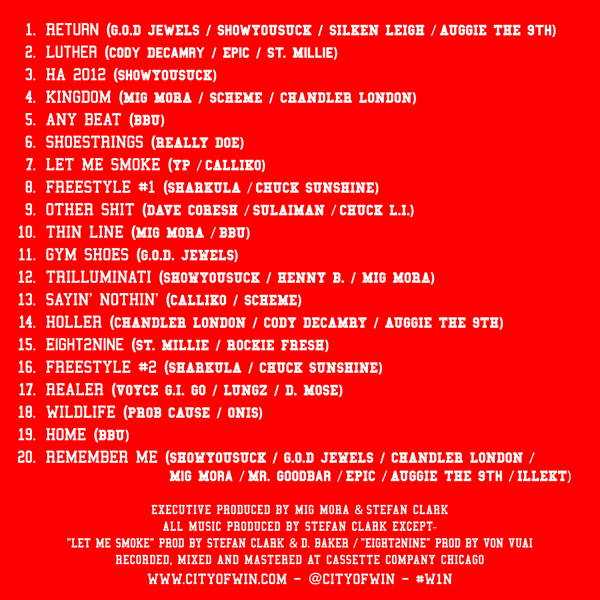 1. RETURN (G.O.D JEWELS / SHOWYOUSUCK / SILKEN LEIGH / AUGGIE THE 9TH)
2. LUTHER (CODY DECAMRY / EPIC / ST. MILLIE)
3. HA 2012 (SHOWYOUSUCK)
4. KINGDOM (MIG MORA / SCHEME / CHANDLER LONDON)
5. ANY BEAT (BBU)
6. SHOESTRINGS (REALLY DOE)
7. LET ME SMOKE (YP / CALLIKO)
8. FREESTYLE #1 (SHARKULA / CHUCK SUNSHINE)
9. OTHER SHIT (DAVE CORESH / SULAIMAN / CHUCK L.I.)
10. THIN LINE (MIG MORA / BBU)
11. GYM SHOES (G.O.D. JEWELS)
12. TRILLUMINATI (SHOWYOUSUCK / HENNY B. / MIG MORA)
13. SAYIN' NOTHIN' (CALLIKO / SCHEME)
14. HOLLER (CHANDLER LONDON / CODY DECAMRY / AUGGIE THE 9TH)
15. EIGHT2NINE (ST. MILLIE / ROCKIE FRESH)
16. FREESTYLE #2 (SHARKULA / CHUCK SUNSHINE)
17. REALER (VOYCE G.I. GO / LUNGZ / D. MOSE)
18. WILDLIFE (PROB CAUSE / ONIS)
19. HOME (BBU)
20. REMEMBER ME (SHOWYOUSUCK / G.O.D JEWELS / CHANDLER LONDON /
MIG MORA / MR. GOODBAR / EPIC / AUGGIE THE 9TH / ILLEKT)
EXECUTIVE PRODUCED BY MIG MORA & STEFAN CLARK
ALL MUSIC PRODUCED BY STEFAN CLARK EXCEPT-
"LET ME SMOKE" PROD BY STEFAN CLARK & D. BAKER / "EIGHT2NINE" PROD BY VON VUAI
RECORDED, MIXED AND MASTERED AT CASSETTE COMPANY CHICAGO
WWW.CITYOFWIN.COM - @CITYOFWIN - #W1N